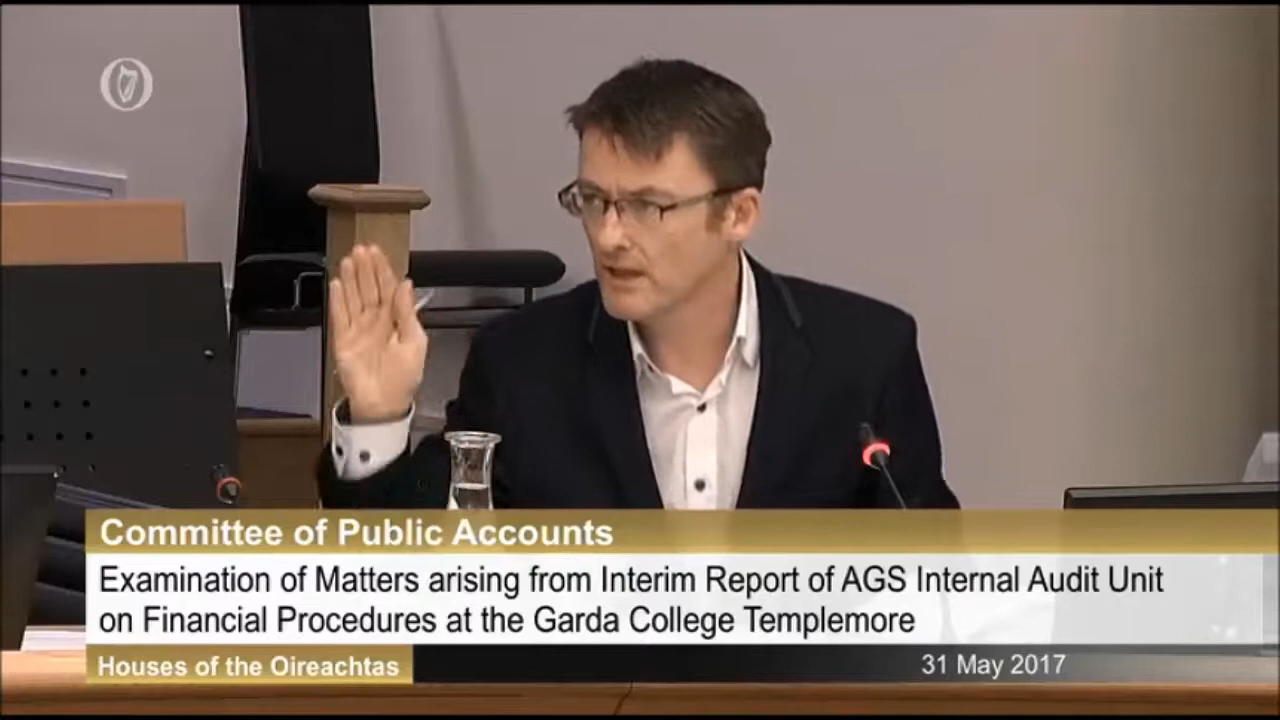 Committee of Public Accounts
Examination of Matters arising from Interim Report of AGS Internal Audit Unit
on Financial Procedures at the Garda College Templemore
Houses of the Oireachtas
31 May 2017